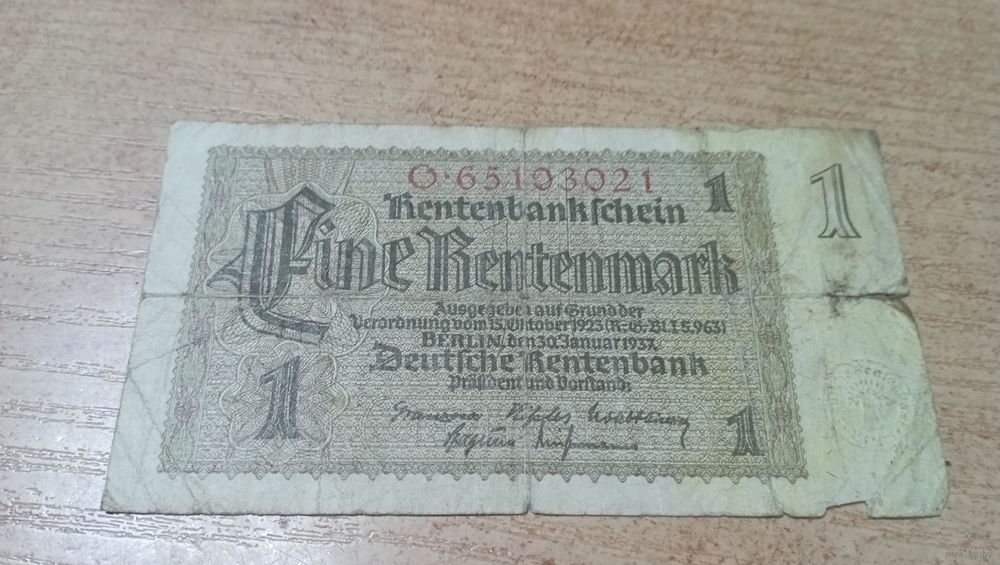 O·65103021
Rentenbankschein
1
1
Eine Rentenmark
Ausgegeben auf Grund der
Verordnung vom 15. Oktober 1923 (R.-G.Bl. I S. 963)
BERLIN, den 30. Januar 1937.
Deutsche Rentenbank
Präsident und Vorstand:
1
1